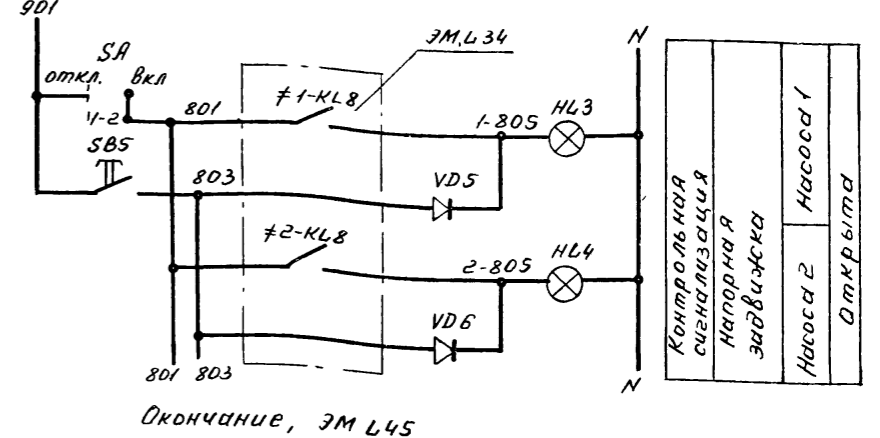 901
SA
откл.
вкл
1-2
801
SB5
803
≠1-KL8
ЭМ, L34
1-805
HL3
N
VD5
≠2-KL8
2-805
HL4
VD6
801
803
N
Контрольная
сигнализация
Напорная
задвижка
Насоса 1
Насоса 2
Открыта
Окончание, ЭМ L45